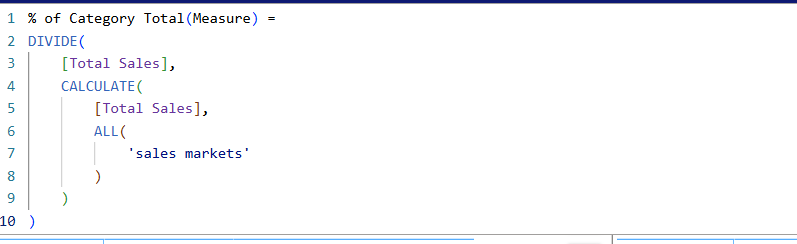 1 % of Category Total(Measure) =
2 DIVIDE(
3 [Total Sales],
4 CALCULATE(
5 [Total Sales],
6 ALL(
7 'sales markets'
8 )
9 )
10 )